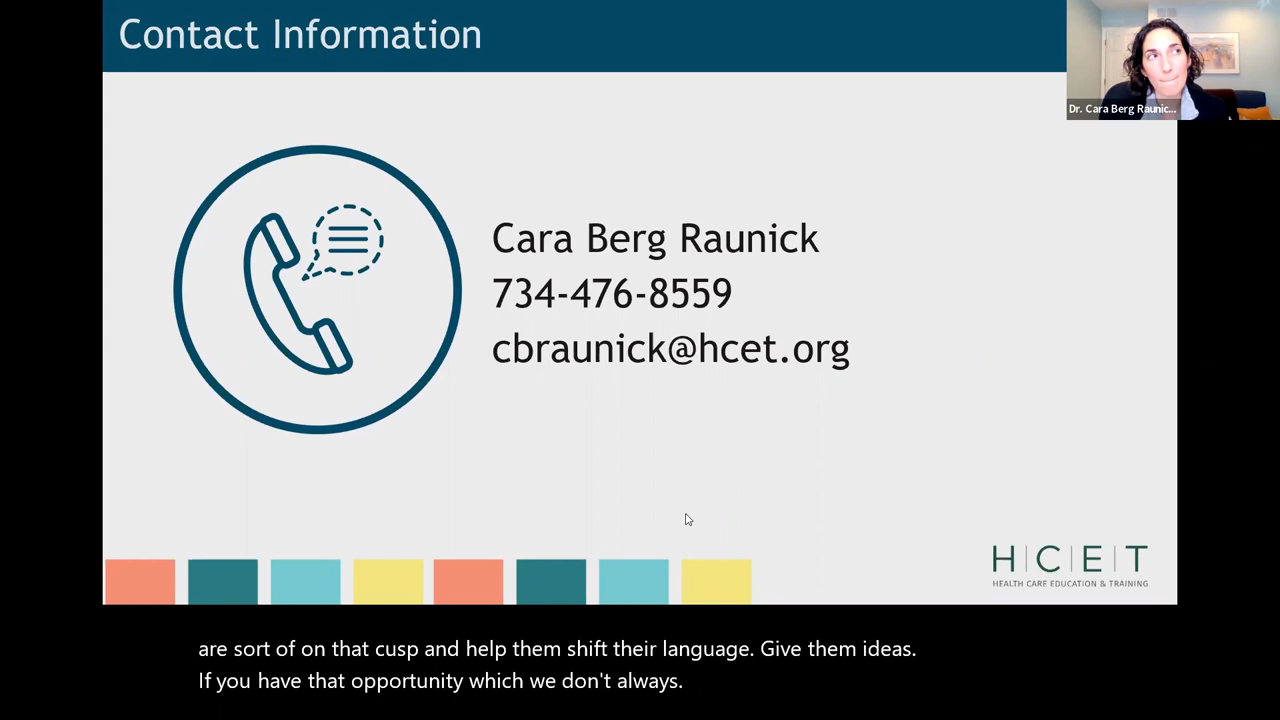 Contact Information
Dr. Cara Berg Raunic...
Cara Berg Raunick
734-476-8559
cbraunick@hcet.org
H|C|E|T
HEALTH CARE EDUCATION & TRAINING
are sort of on that cusp and help them shift their language. Give them ideas.
If you have that opportunity which we don't always.